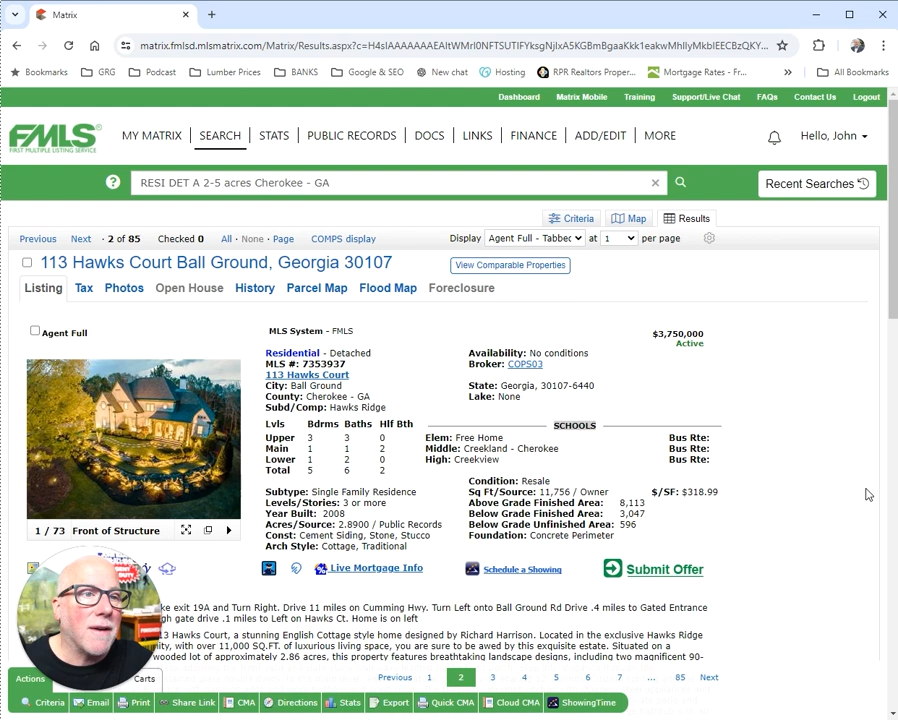 Matrix
matrix.fmlsd.mlsmatrix.com/Matrix/Results.aspx?c=H4sIAAAAAAAEAItWMrI0NFTSUTIFYksgNjIxA5KGBmBgaaKkk1eakwMhIIyMkbIEECBzQKY...
Bookmarks GRG Podcast Lumber Prices BANKS Google & SEO New chat Hosting RPR Realtors Proper... Mortgage Rates - Fr... » All Bookmarks
Dashboard Matrix Mobile Training Support/Live Chat FAQs Contact Us Logout
FMLS®
FIRST MULTIPLE LISTING SERVICE
MY MATRIX SEARCH STATS PUBLIC RECORDS DOCS LINKS FINANCE ADD/EDIT MORE Hello, John
RESI DET A 2-5 acres Cherokee - GA Recent Searches
Criteria Map Results
Previous Next · 2 of 85 Checked 0 All · None · Page COMPS display Display Agent Full - Tabbec at 1 per page
113 Hawks Court Ball Ground, Georgia 30107 View Comparable Properties
Listing Tax Photos Open House History Parcel Map Flood Map Foreclosure
Agent Full MLS System - FMLS $3,750,000
Active
Residential - Detached Availability: No conditions
MLS #: 7353937 Broker: COPS03
113 Hawks Court
City: Ball Ground State: Georgia, 30107-6440
County: Cherokee - GA Lake: None
Subd/Comp: Hawks Ridge
Lvls Bdrms Baths Hlf Bth SCHOOLS
Upper 3 3 0 Elem: Free Home Bus Rte:
Main 1 1 2 Middle: Creekland - Cherokee Bus Rte:
Lower 1 2 0 High: Creekview Bus Rte:
Total 5 6 2
Condition: Resale
Subtype: Single Family Residence Sq Ft/Source: 11,756 / Owner $/SF: $318.99
Levels/Stories: 3 or more Above Grade Finished Area: 8,113
Year Built: 2008 Below Grade Finished Area: 3,047
Acres/Source: 2.8900 / Public Records Below Grade Unfinished Area: 596
Const: Cement Siding, Stone, Stucco Foundation: Concrete Perimeter
Arch Style: Cottage, Traditional
1 / 73 Front of Structure
Live Mortgage Info Schedule a Showing Submit Offer
ke exit 19A and Turn Right. Drive 11 miles on Cumming Hwy. Turn Left onto Ball Ground Rd Drive .4 miles to Gated Entrance
gh gate drive .1 miles to Left on Hawks Ct. Home is on left
13 Hawks Court, a stunning English Cottage style home designed by Richard Harrison. Located in the exclusive Hawks Ridge
ity, with over 11,000 SQ.FT. of luxurious living space, you are sure to be awed by this exquisite estate. Situated on a
wooded lot of approximately 2.86 acres, this property features breathtaking landscape designs, including two magnificent 90-
Actions Carts Previous 1 2 3 4 5 6 7 ... 85 Next
Criteria Email Print Share Link CMA Directions Stats Export Quick CMA Cloud CMA ShowingTime